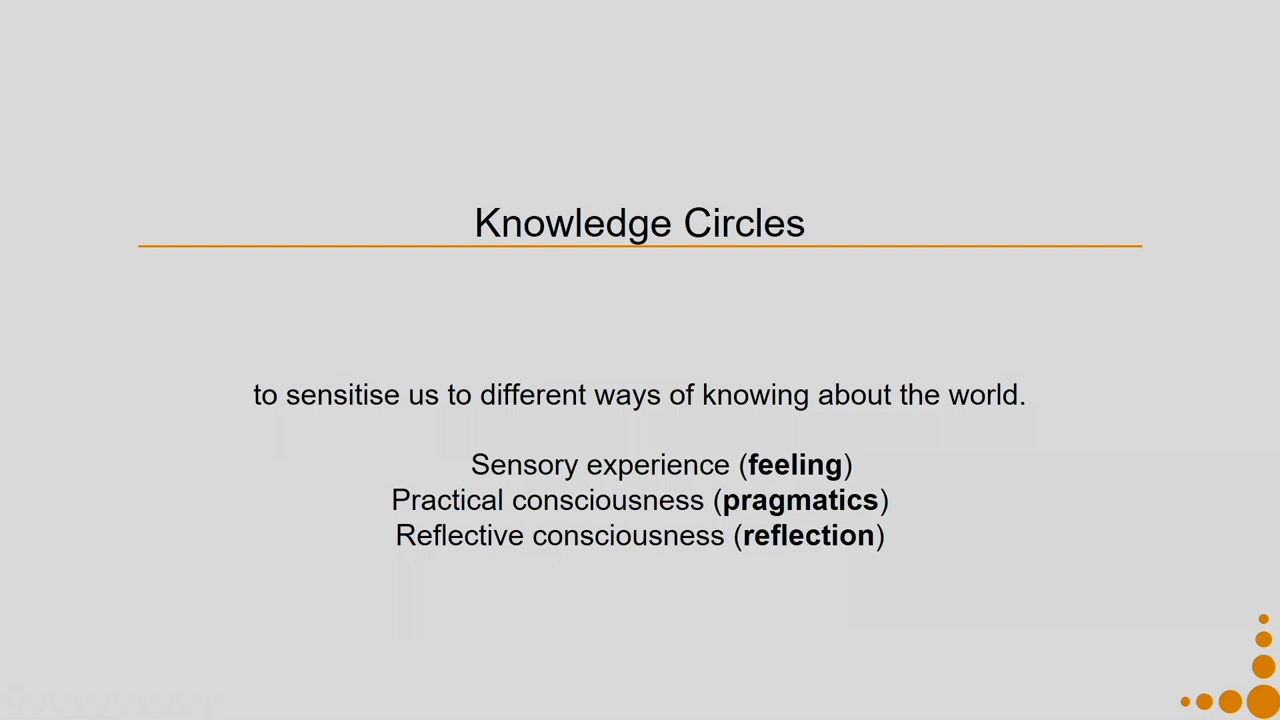 Knowledge Circles
to sensitise us to different ways of knowing about the world.
Sensory experience (feeling)
Practical consciousness (pragmatics)
Reflective consciousness (reflection)